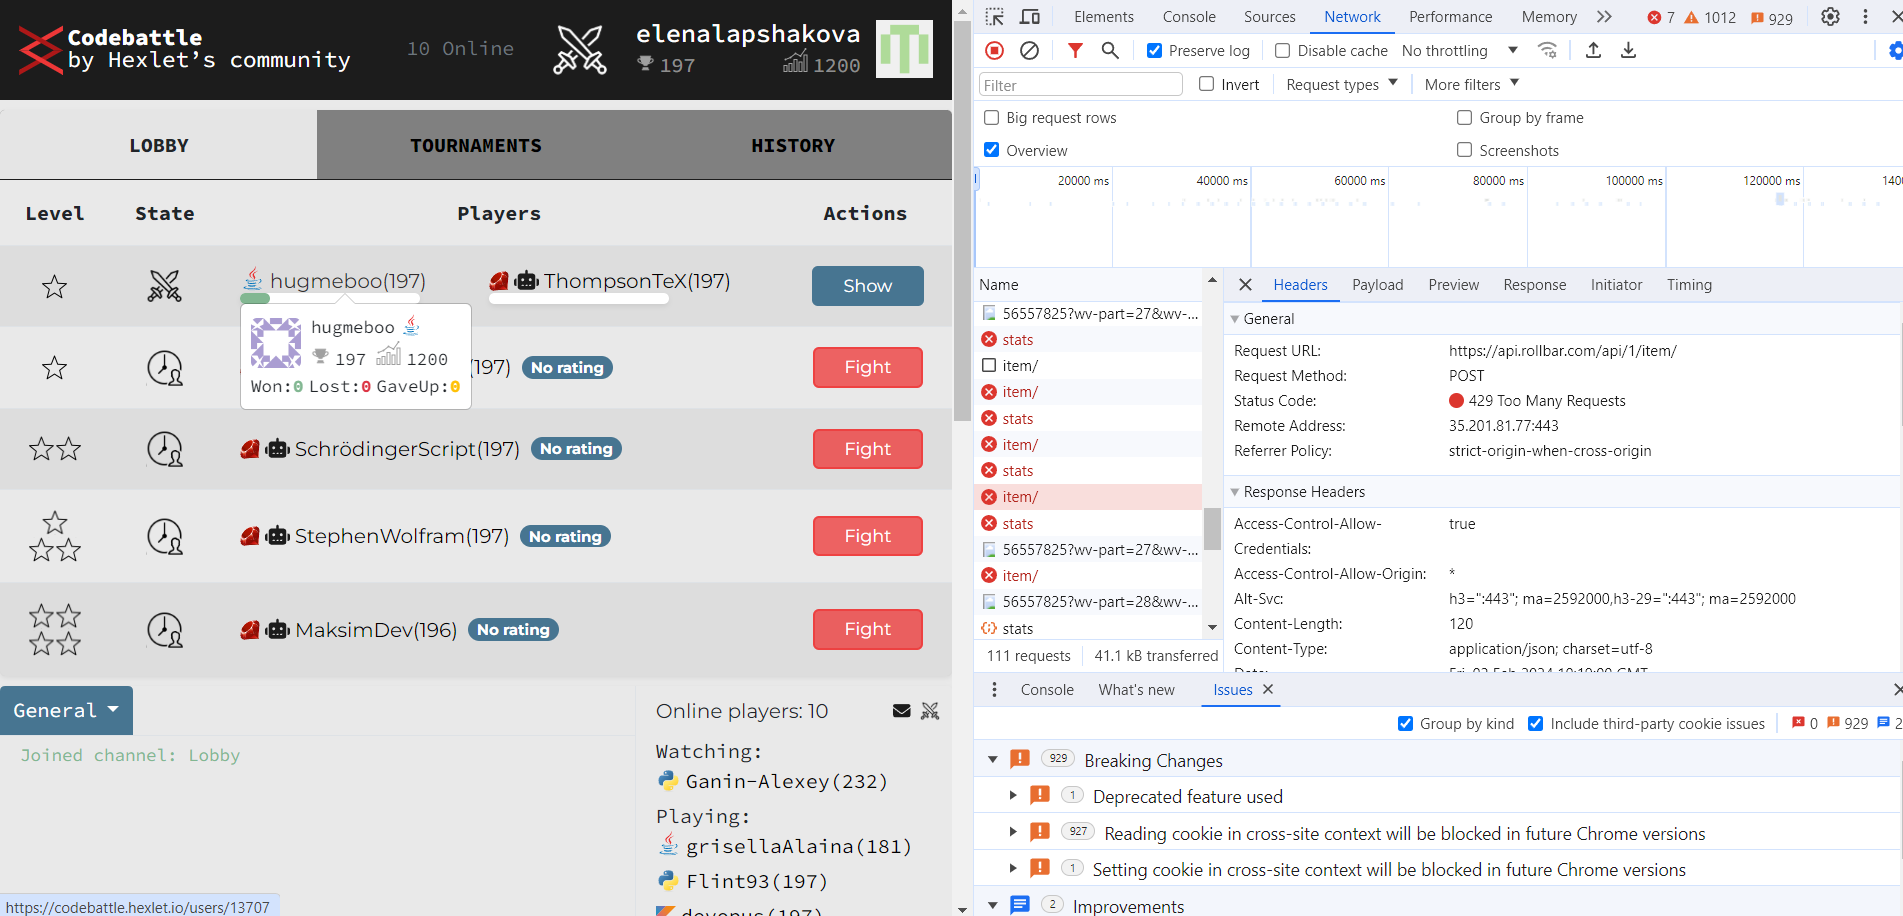 Codebattle
by Hexlet's community
10 Online
elenalapshakova
197
1200
LOBBY
TOURNAMENTS
HISTORY
Level
State
Players
Actions
hugmeboo(197)
ThompsonTeX(197)
Show
hugmeboo
197
1200
Won:0 Lost:0 GaveUp:0
197)
No rating
Fight
SchrödingerScript(197)
No rating
Fight
StephenWolfram(197)
No rating
Fight
MaksimDev(196)
No rating
Fight
General
Joined channel: Lobby
Online players: 10
Watching:
Ganin-Alexey(232)
Playing:
grisellaAlaina(181)
Flint93(197)
https://codebattle.hexlet.io/users/13707
Elements
Console
Sources
Network
Performance
Memory
7
1012
929
Preserve log
Disable cache
No throttling
Filter
Invert
Request types
More filters
Big request rows
Group by frame
Overview
Screenshots
20000 ms
40000 ms
60000 ms
80000 ms
100000 ms
120000 ms
1400
Name
56557825?wv-part=27&wv-...
stats
item/
item/
stats
item/
stats
item/
stats
56557825?wv-part=27&wv-...
item/
56557825?wv-part=28&wv-...
stats
111 requests
41.1 kB transferred
Headers
Payload
Preview
Response
Initiator
Timing
General
Request URL: https://api.rollbar.com/api/1/item/
Request Method: POST
Status Code: 429 Too Many Requests
Remote Address: 35.201.81.77:443
Referrer Policy: strict-origin-when-cross-origin
Response Headers
Access-Control-Allow- true
Credentials:
Access-Control-Allow-Origin: *
Alt-Svc: h3=":443"; ma=2592000,h3-29=":443"; ma=2592000
Content-Length: 120
Content-Type: application/json; charset=utf-8
Console
What's new
Issues
Group by kind
Include third-party cookie issues
0
929
2
929 Breaking Changes
1 Deprecated feature used
927 Reading cookie in cross-site context will be blocked in future Chrome versions
1 Setting cookie in cross-site context will be blocked in future Chrome versions
2 Improvements